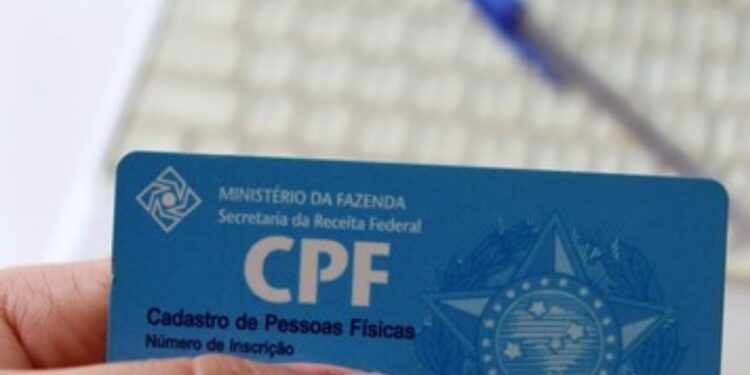 MINISTÉRIO DA FAZENDA
Secretaria da Receita Federal
CPF
Cadastro de Pessoas Físicas
Número de Inscrição